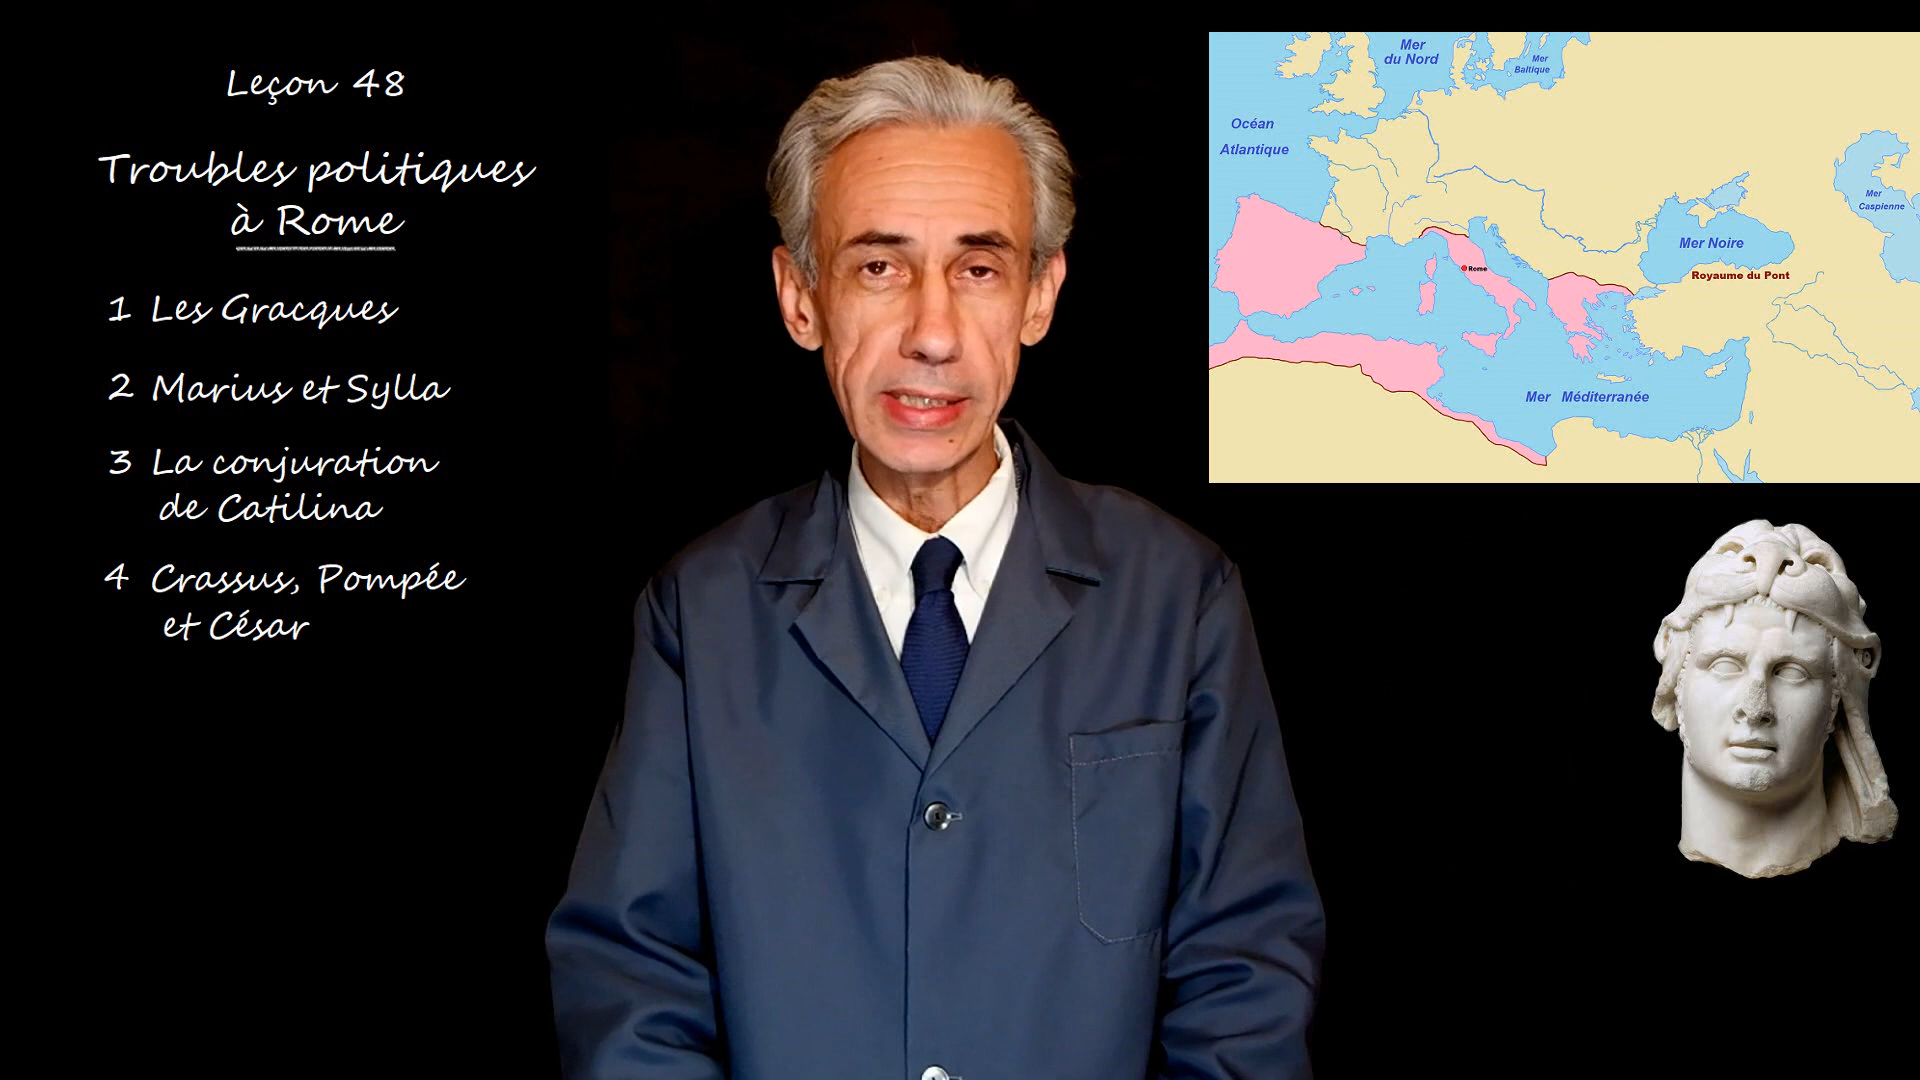 Leçon 48
Troubles politiques
à Rome
1 Les Gracques
2 Marius et Sylla
3 La conjuration
de Catilina
4 Crassus, Pompée
et César
Mer
du Nord
Mer
Baltique
Océan
Atlantique
Mer
Caspienne
Mer Noire
Royaume du Pont
Rome
Mer Méditerranée